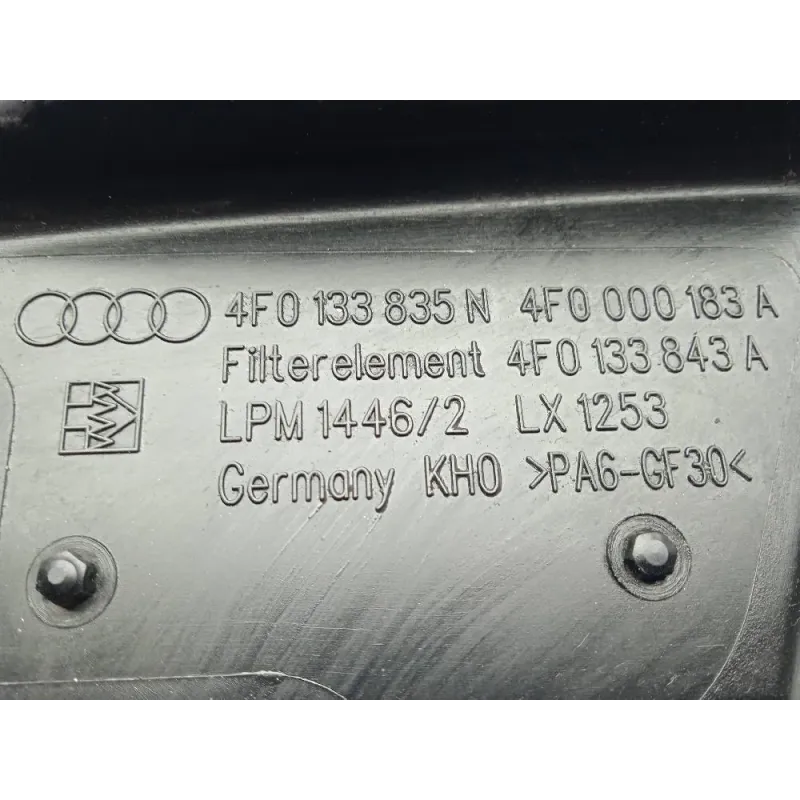 4F0 133 835 N 4F0 000 183 A
Filterelement 4F0 133 843 A
LPM 1446/2 LX 1253
Germany KHO >PA6-GF30<